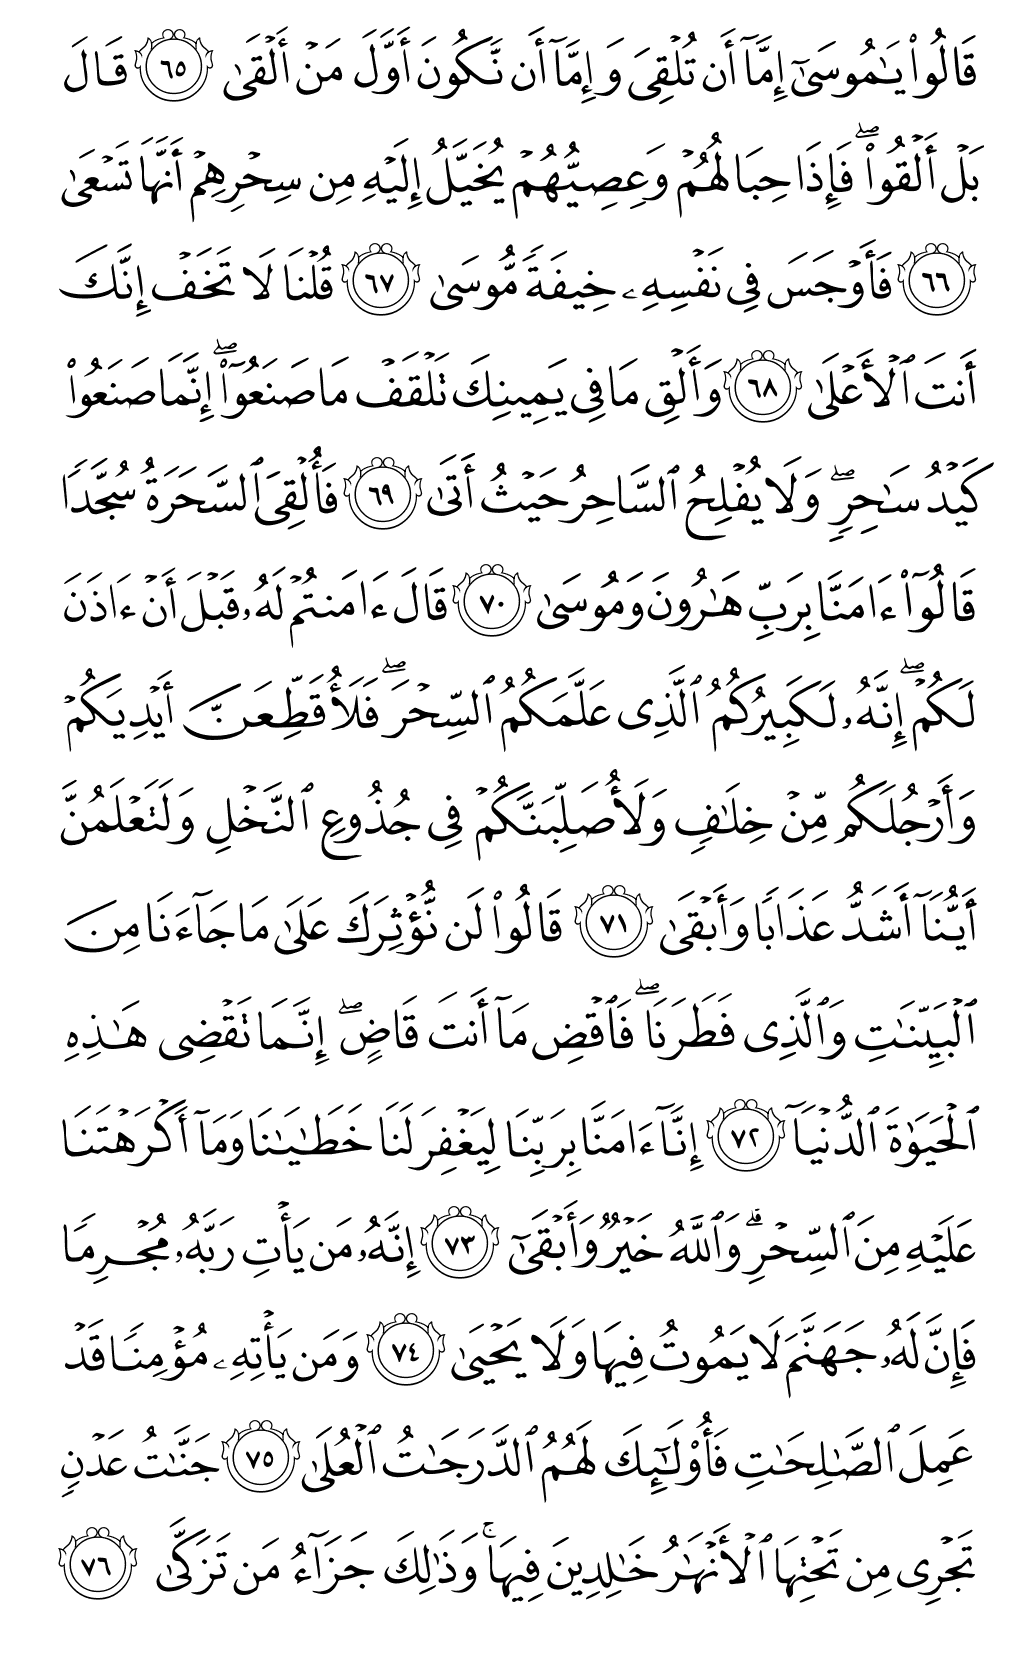 قَالُوا۟ يَـٰمُوسَىٰٓ إِمَّآ أَن تُلْقِىَ وَإِمَّآ أَن نَّكُونَ أَوَّلَ مَنْ أَلْقَىٰ ٦٥ قَالَ
بَلْ أَلْقُوا۟ ۖ فَإِذَا حِبَالُهُمْ وَعِصِيُّهُمْ يُخَيَّلُ إِلَيْهِ مِن سِحْرِهِمْ أَنَّهَا تَسْعَىٰ
٦٦ فَأَوْجَسَ فِى نَفْسِهِۦ خِيفَةً مُّوسَىٰ ٦٧ قُلْنَا لَا تَخَفْ إِنَّكَ
أَنتَ ٱلْأَعْلَىٰ ٦٨ وَأَلْقِ مَا فِى يَمِينِكَ تَلْقَفْ مَا صَنَعُوٓا۟ ۖ إِنَّمَا صَنَعُوا۟
كَيْدُ سَـٰحِرٍ ۖ وَلَا يُفْلِحُ ٱلسَّاحِرُ حَيْثُ أَتَىٰ ٦٩ فَأُلْقِىَ ٱلسَّحَرَةُ سُجَّدًا
قَالُوٓا۟ ءَامَنَّا بِرَبِّ هَـٰرُونَ وَمُوسَىٰ ٧٠ قَالَ ءَامَنتُمْ لَهُۥ قَبْلَ أَنْ ءَاذَنَ
لَكُمْ ۖ إِنَّهُۥ لَكَبِيرُكُمُ ٱلَّذِى عَلَّمَكُمُ ٱلسِّحْرَ ۖ فَلَأُقَطِّعَنَّ أَيْدِيَكُمْ
وَأَرْجُلَكُم مِّنْ خِلَـٰفٍ وَلَأُصَلِّبَنَّكُمْ فِى جُذُوعِ ٱلنَّخْلِ وَلَتَعْلَمُنَّ
أَيُّنَآ أَشَدُّ عَذَابًا وَأَبْقَىٰ ٧١ قَالُوا۟ لَن نُّؤْثِرَكَ عَلَىٰ مَا جَآءَنَا مِنَ
ٱلْبَيِّنَـٰتِ وَٱلَّذِى فَطَرَنَا ۖ فَٱقْضِ مَآ أَنتَ قَاضٍ ۖ إِنَّمَا تَقْضِى هَـٰذِهِ
ٱلْحَيَوٰةَ ٱلدُّنْيَآ ٧٢ إِنَّآ ءَامَنَّا بِرَبِّنَا لِيَغْفِرَ لَنَا خَطَـٰيَـٰنَا وَمَآ أَكْرَهْتَنَا
عَلَيْهِ مِنَ ٱلسِّحْرِ ۗ وَٱللَّهُ خَيْرٌ وَأَبْقَىٰٓ ٧٣ إِنَّهُۥ مَن يَأْتِ رَبَّهُۥ مُجْرِمًا
فَإِنَّ لَهُۥ جَهَنَّمَ لَا يَمُوتُ فِيهَا وَلَا يَحْيَىٰ ٧٤ وَمَن يَأْتِهِۦ مُؤْمِنًا قَدْ
عَمِلَ ٱلصَّـٰلِحَـٰتِ فَأُو۟لَـٰٓئِكَ لَهُمُ ٱلدَّرَجَـٰتُ ٱلْعُلَىٰ ٧٥ جَنَّـٰتُ عَدْنٍ
تَجْرِى مِن تَحْتِهَا ٱلْأَنْهَـٰرُ خَـٰلِدِينَ فِيهَا ۚ وَذَٰلِكَ جَزَآءُ مَن تَزَكَّىٰ ٧٦